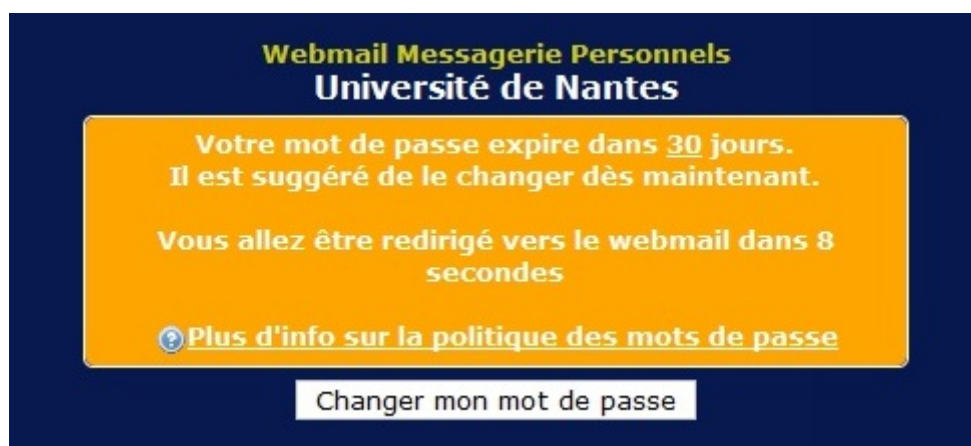 Webmail Messagerie Personnels
Université de Nantes
Votre mot de passe expire dans 30 jours.
Il est suggéré de le changer dès maintenant.
Vous allez être redirigé vers le webmail dans 8
secondes
?Plus d'info sur la politique des mots de passe
Changer mon mot de passe